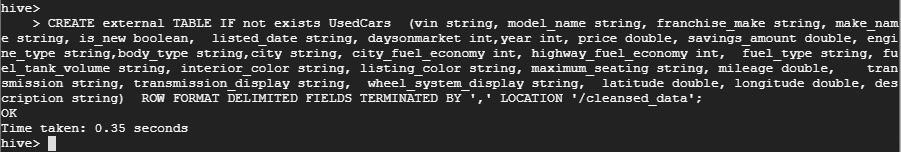 hive>
    > CREATE external TABLE IF not exists UsedCars  (vin string, model_name string, franchise_make string, make_nam
e string, is_new boolean,  listed_date string, daysonmarket int,year int, price double, savings_amount double, engi
ne_type string,body_type string,city string, city_fuel_economy int, highway_fuel_economy int,  fuel_type string, fu
el_tank_volume string, interior_color string, listing_color string, maximum_seating string, mileage double,    tran
smission string, transmission_display string,  wheel_system_display string,  latitude double, longitude double, des
cription string)  ROW FORMAT DELIMITED FIELDS TERMINATED BY ',' LOCATION '/cleansed_data';
OK
Time taken: 0.35 seconds
hive>